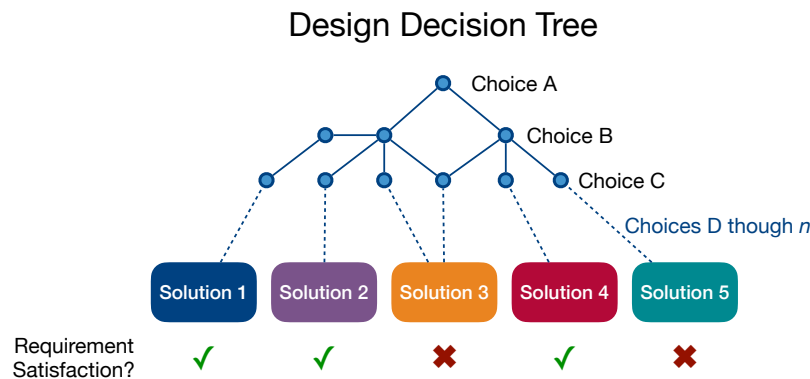 Design Decision Tree
Choice A
Choice B
Choice C
Choices D though n
Solution 1
Solution 2
Solution 3
Solution 4
Solution 5
Requirement
Satisfaction?